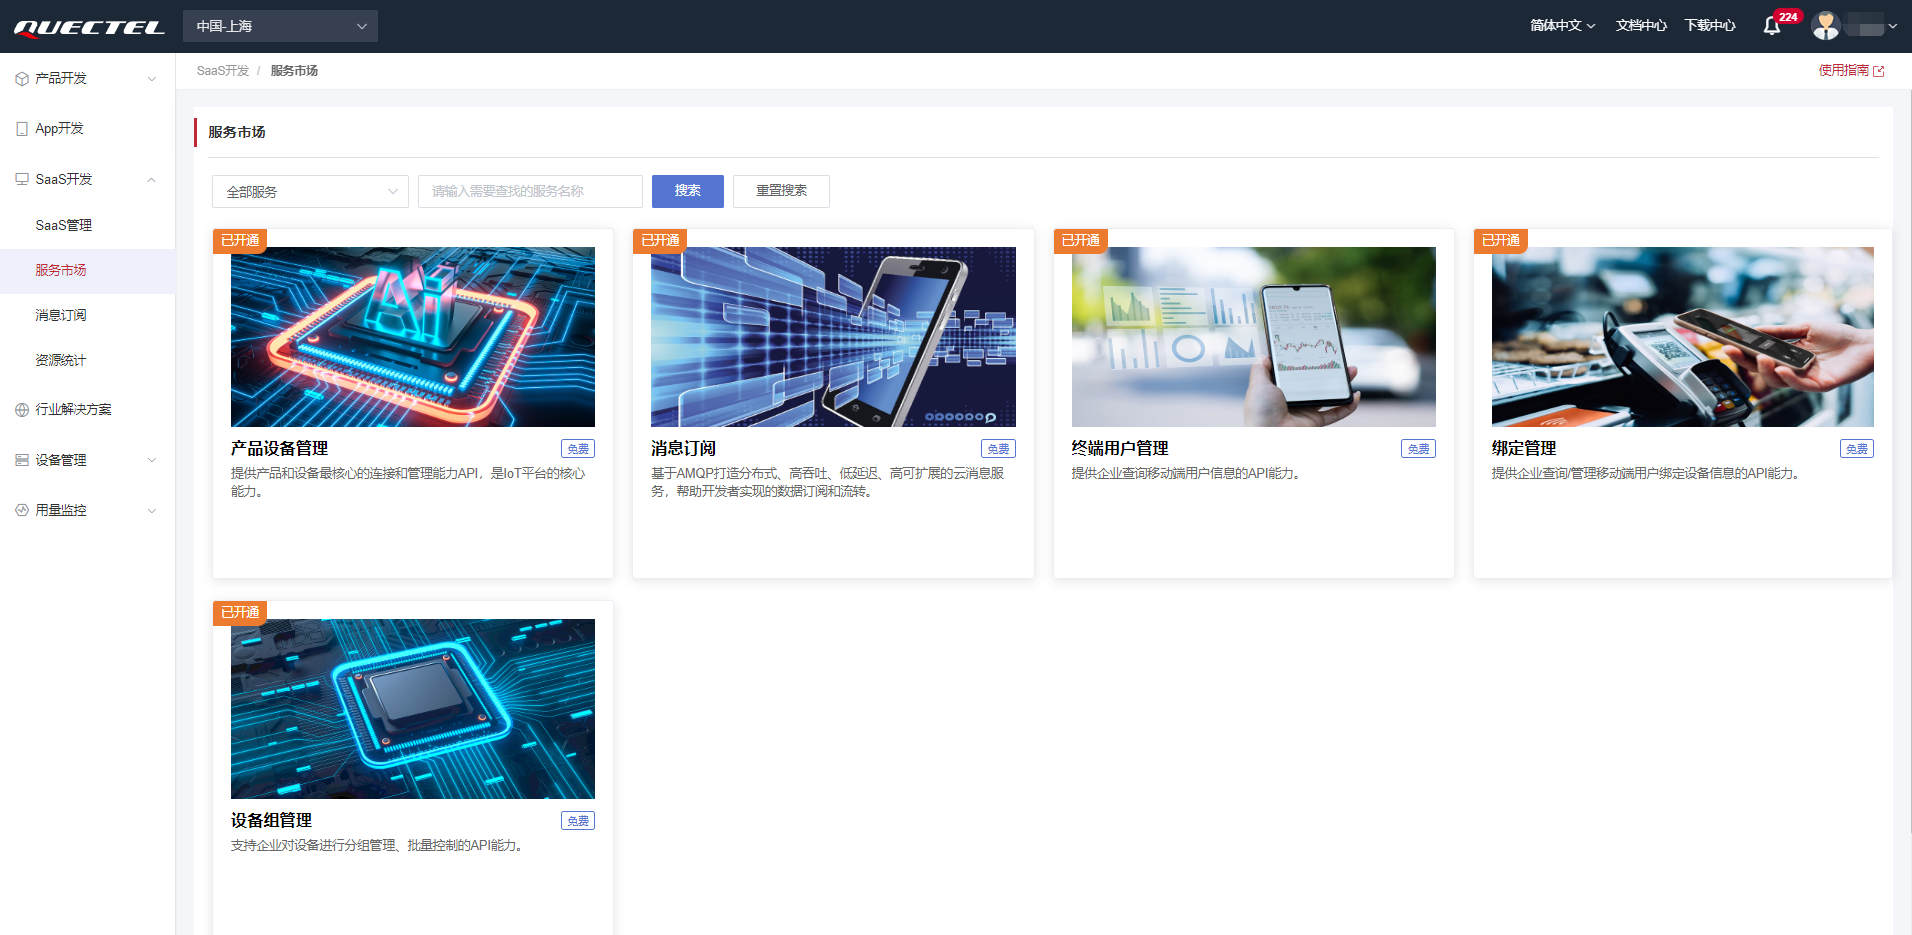 QUECTEL
中国-上海
简体中文
文档中心
下载中心
224
产品开发
App开发
SaaS开发
SaaS管理
服务市场
消息订阅
资源统计
行业解决方案
设备管理
用量监控
SaaS开发 / 服务市场
使用指南
服务市场
全部服务
请输入需要查找的服务名称
搜索
重置搜索
已开通
AI
产品设备管理
免费
提供产品和设备最核心的连接和管理能力API，是IoT平台的核心
能力。
已开通
消息订阅
免费
基于AMQP打造分布式、高吞吐、低延迟、高可扩展的云消息服
务，帮助开发者实现的数据订阅和流转。
已开通
终端用户管理
免费
提供企业查询移动端用户信息的API能力。
已开通
绑定管理
免费
提供企业查询/管理移动端用户绑定设备信息的API能力。
已开通
设备组管理
免费
支持企业对设备进行分组管理、批量控制的API能力。